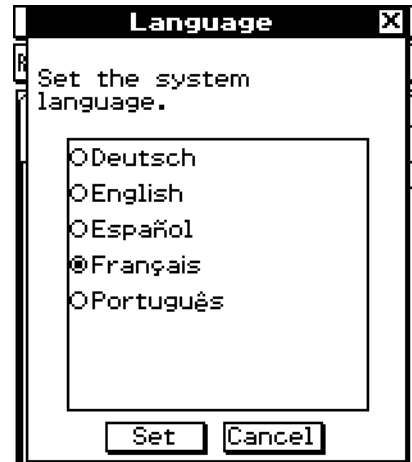 Language
Set the system
language.
Deutsch
English
Español
Français
Português
Set
Cancel